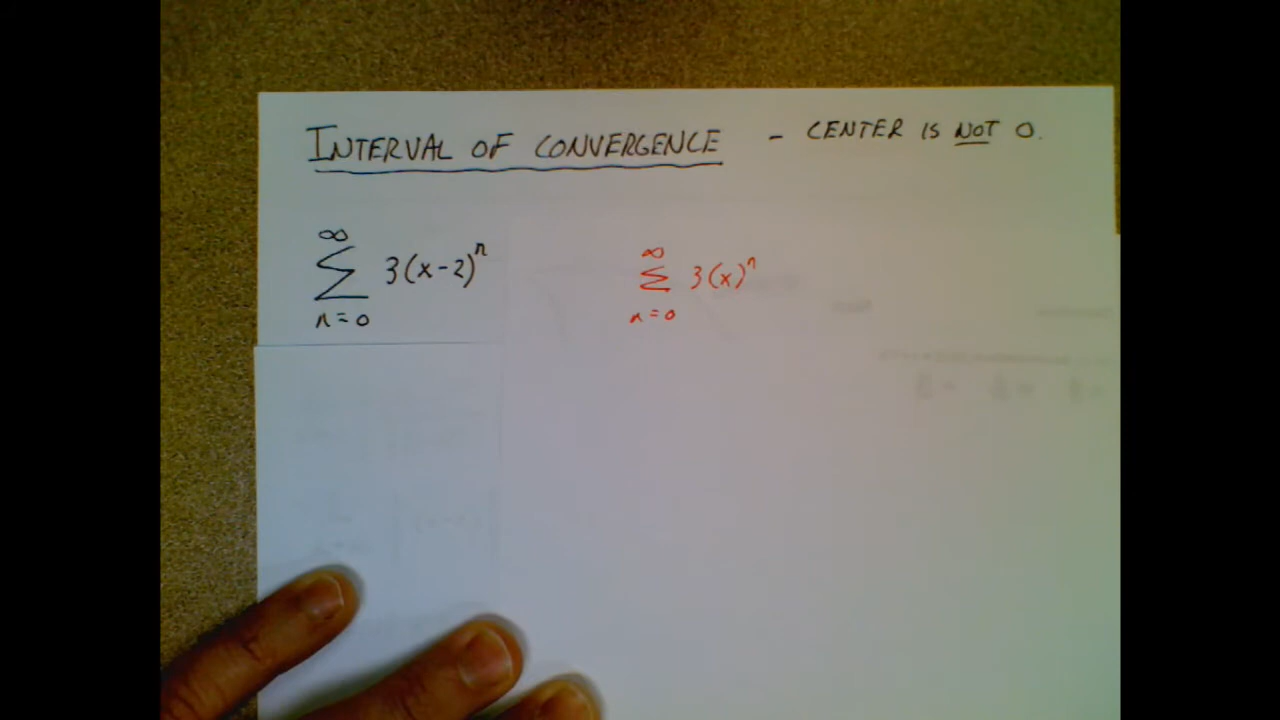 INTERVAL OF CONVERGENCE - CENTER IS NOT 0.
∞ ∑ n=0 3(x-2)^n
∞ ∑ n=0 3(x)^n